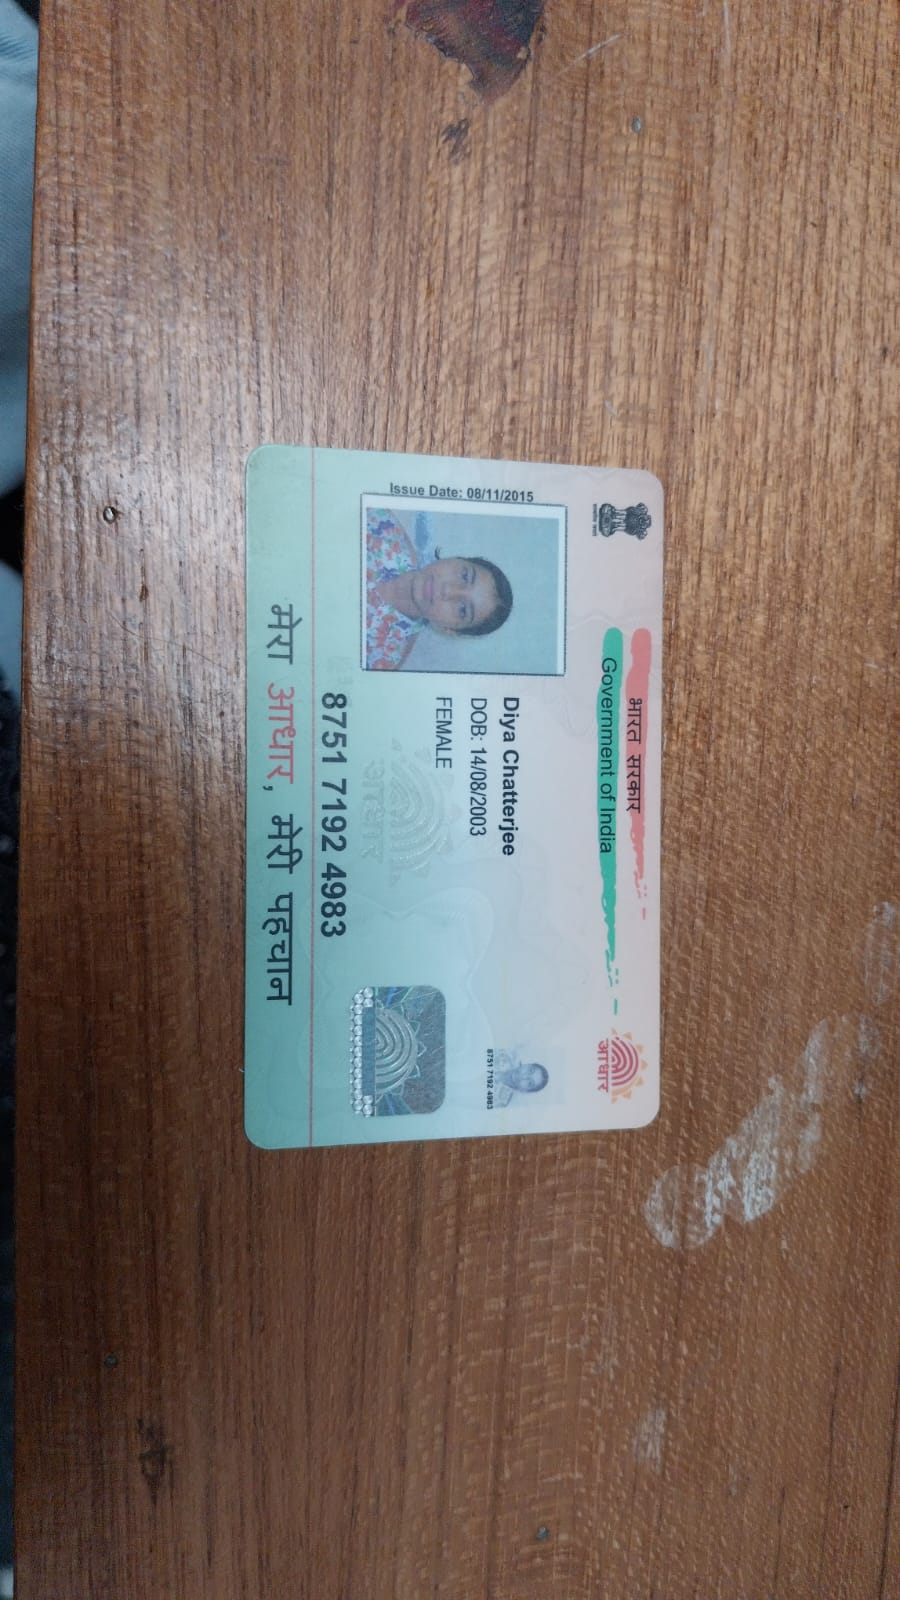 भारत सरकार
Government of India
आधार
Issue Date: 08/11/2015
Diya Chatterjee
DOB: 14/08/2003
FEMALE
8751 7192 4983
8751 7192 4983
मेरा आधार, मेरी पहचान